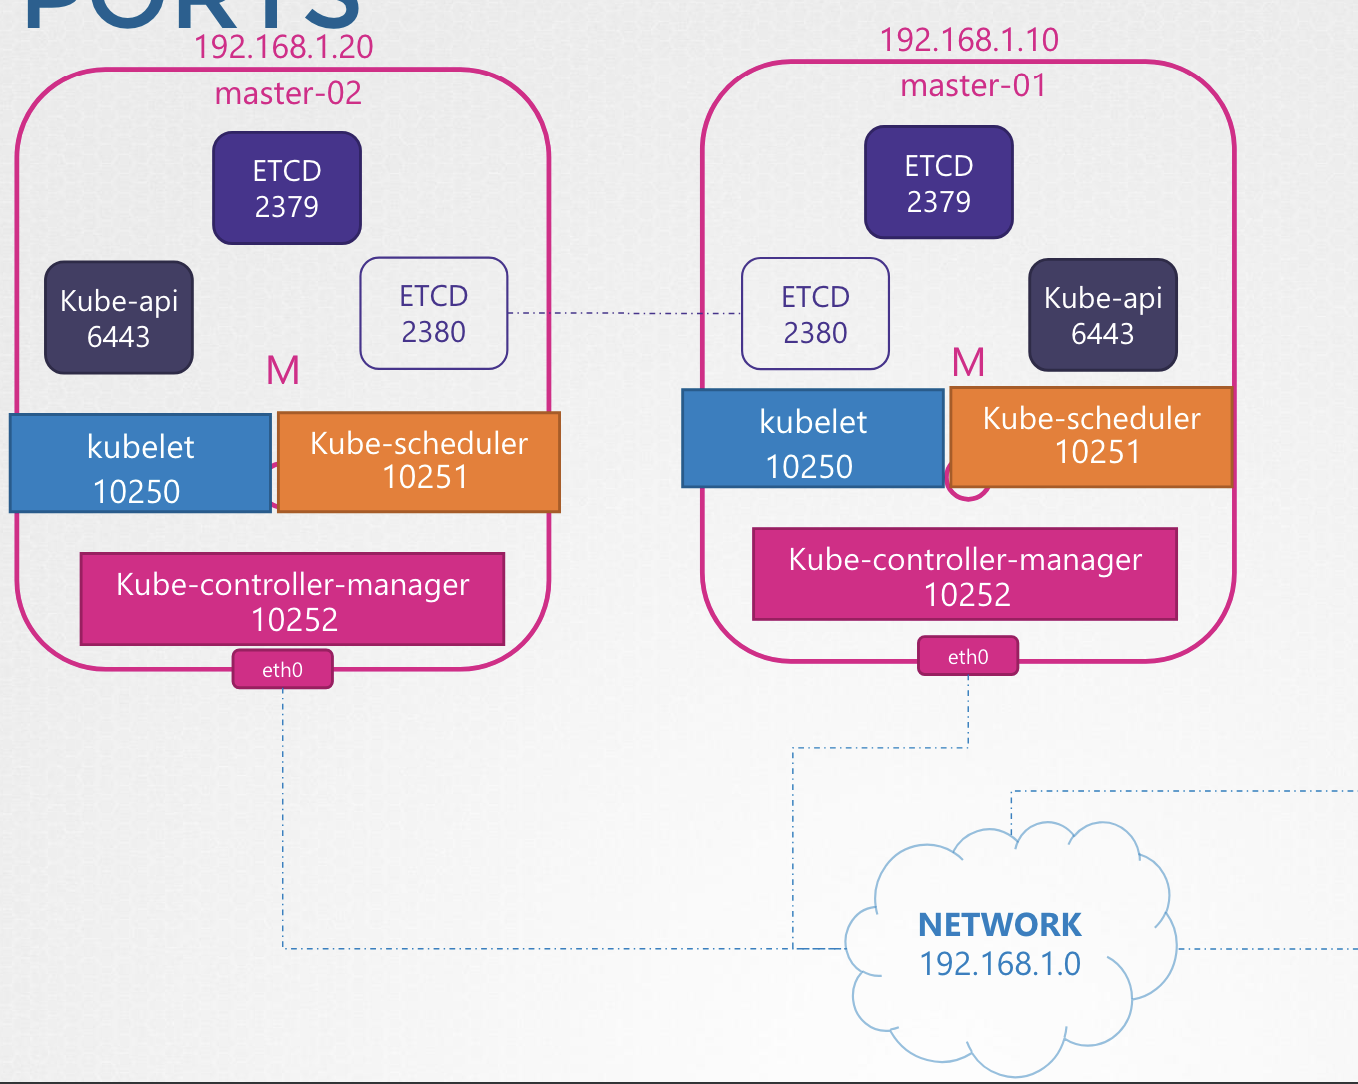 PORTS
192.168.1.20
master-02
ETCD
2379
Kube-api
6443
ETCD
2380
M
kubelet
10250
Kube-scheduler
10251
Kube-controller-manager
10252
eth0
192.168.1.10
master-01
ETCD
2379
ETCD
2380
Kube-api
6443
M
kubelet
10250
Kube-scheduler
10251
Kube-controller-manager
10252
eth0
NETWORK
192.168.1.0